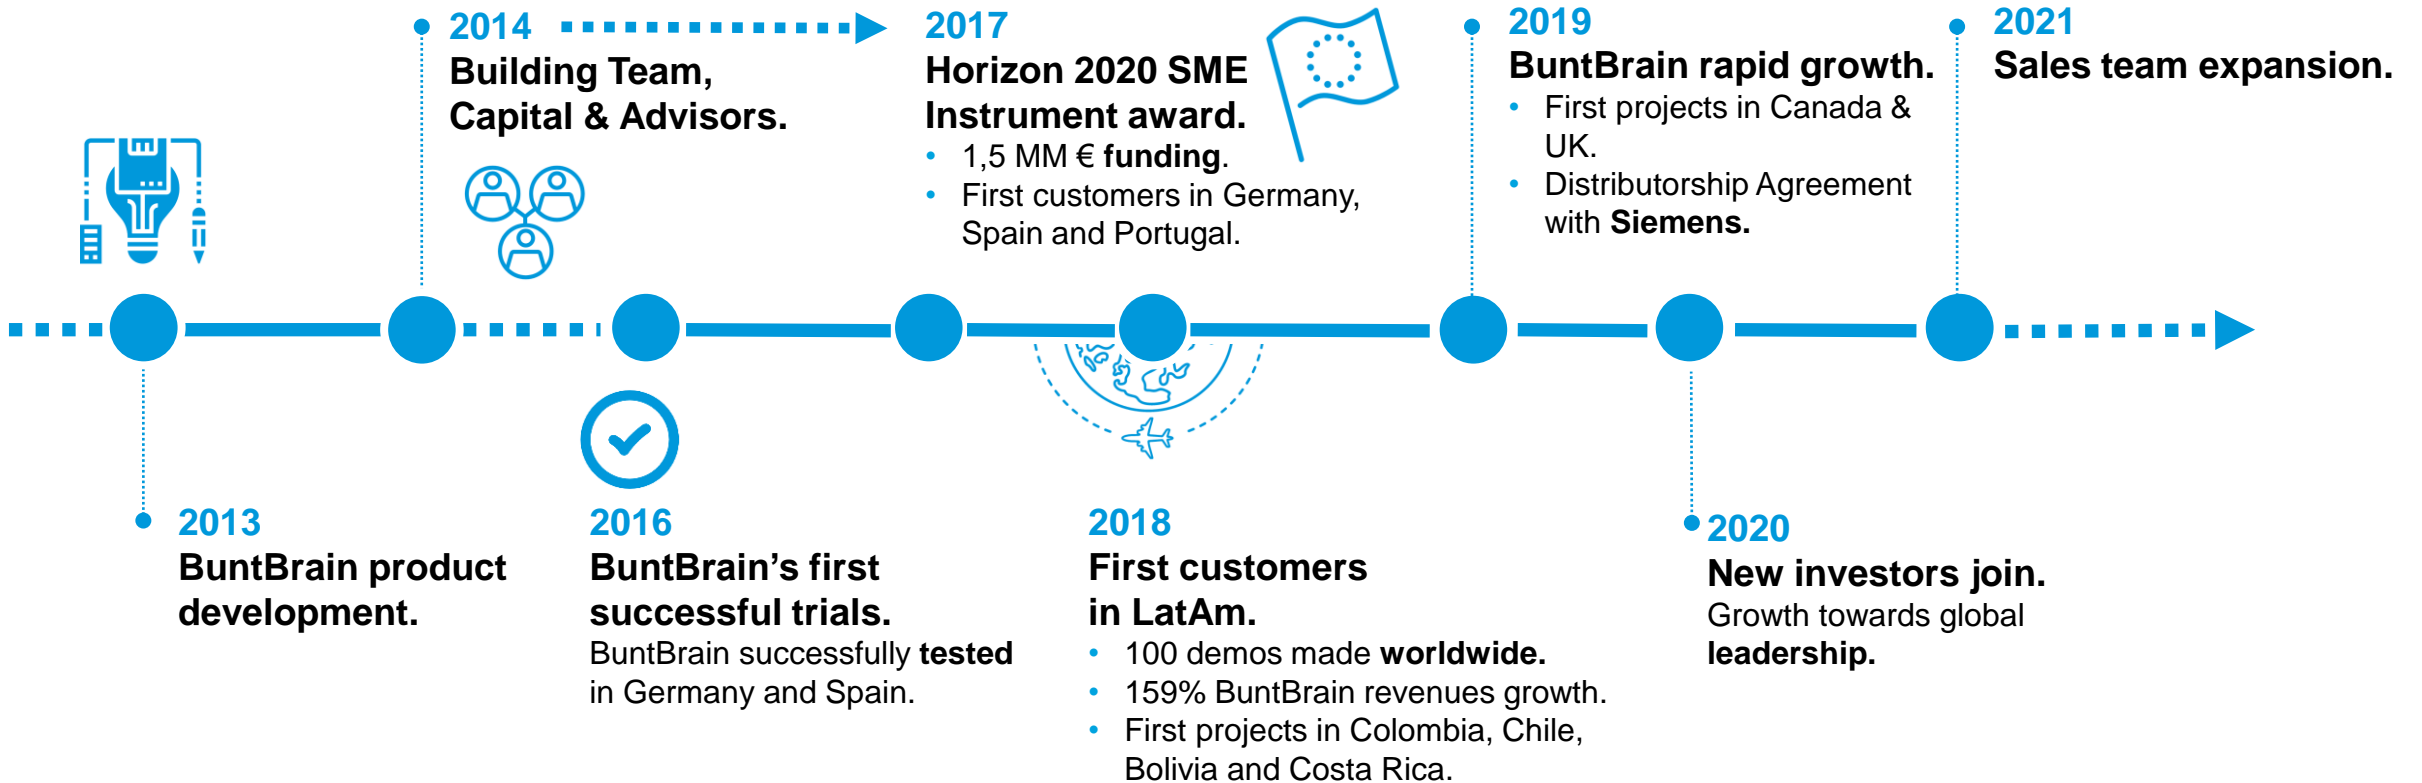 2014
Building Team,
Capital & Advisors.
2017
Horizon 2020 SME
Instrument award.
• 1,5 MM € funding.
• First customers in Germany,
Spain and Portugal.
2019
BuntBrain rapid growth.
• First projects in Canada &
UK.
• Distributorship Agreement
with Siemens.
2021
Sales team expansion.
2013
BuntBrain product
development.
2016
BuntBrain’s first
successful trials.
BuntBrain successfully tested
in Germany and Spain.
2018
First customers
in LatAm.
• 100 demos made worldwide.
• 159% BuntBrain revenues growth.
• First projects in Colombia, Chile,
Bolivia and Costa Rica.
2020
New investors join.
Growth towards global
leadership.